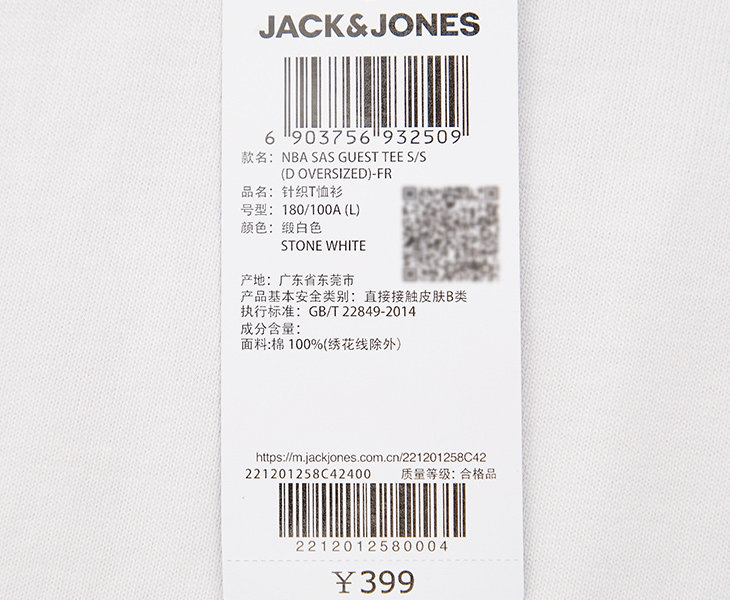 JACK&JONES
6 903756 932509
款名: NBA SAS GUEST TEE S/S
(D OVERSIZED)-FR
品名: 针织T恤衫
号型: 180/100A (L)
颜色: 缎白色
STONE WHITE
产地: 广东省东莞市
产品基本安全类别: 直接接触皮肤B类
执行标准: GB/T 22849-2014
成分含量:
面料:棉 100%(绣花线除外)
https://m.jackjones.com.cn/221201258C42
221201258C42400 质量等级: 合格品
2212012580004
¥399